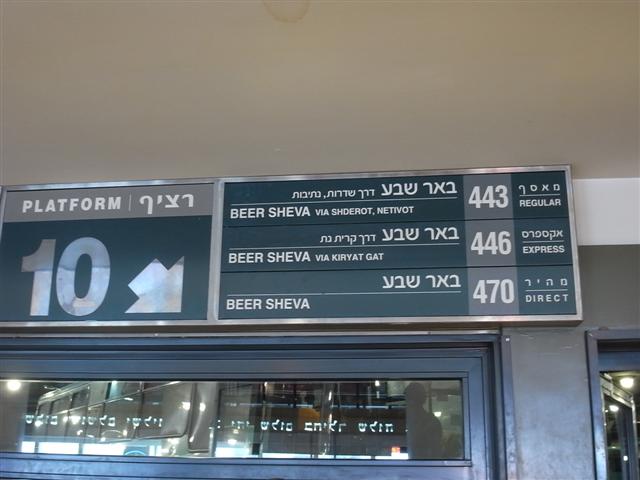 PLATFORM | רציף
10
באר שבע דרך שדרות, נתיבות
BEER SHEVA VIA SHDEROT, NETIVOT
443
מאסף
REGULAR
באר שבע דרך קרית גת
BEER SHEVA VIA KIRYAT GAT
446
אקספרס
EXPRESS
באר שבע
BEER SHEVA
470
מהיר
DIRECT